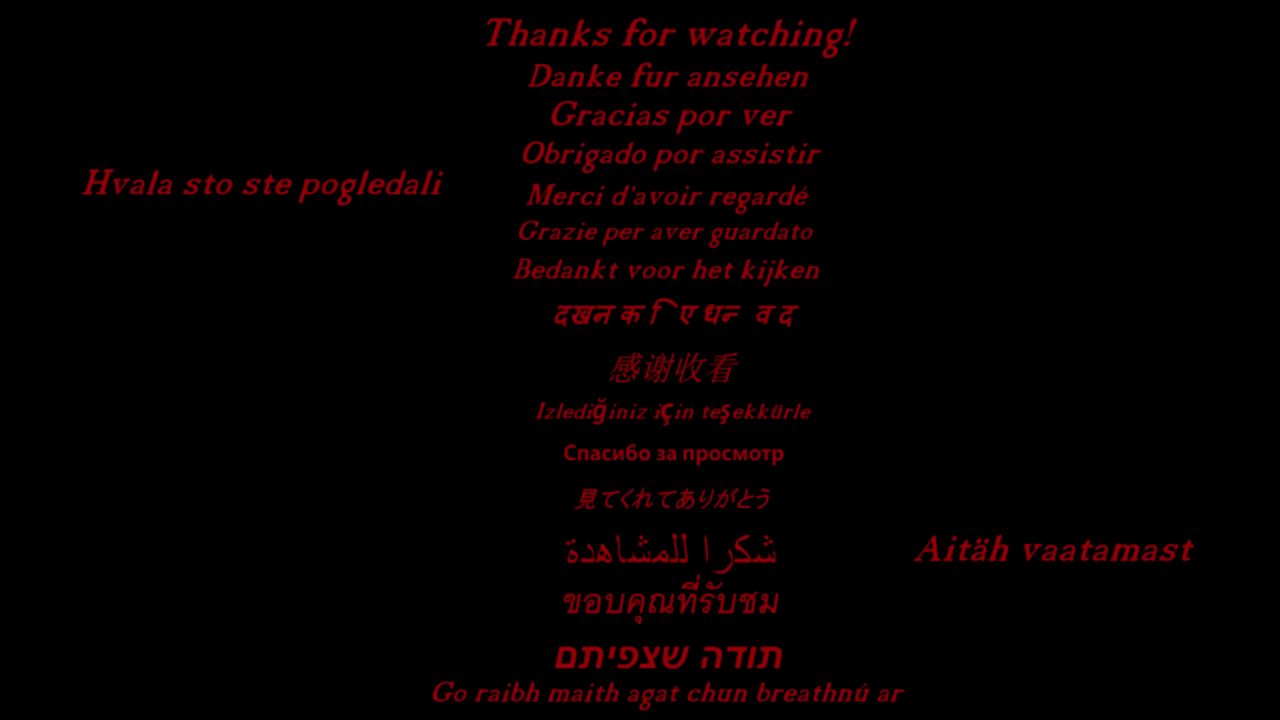 Thanks for watching!
Danke fur ansehen
Gracias por ver
Obrigado por assistir
Hvala sto ste pogledali
Merci d'avoir regardé
Grazie per aver guardato
Bedankt voor het kijken
दखन क िए धन्  व द
感谢收看
Izlediğiniz için teşekkürle
Спасибо за просмотр
見てくれてありがとう
شكرا للمشاهدة
Aitäh vaatamast
ขอบคุณที่รับชม
תודה שצפיתם
Go raibh maith agat chun breathnú ar